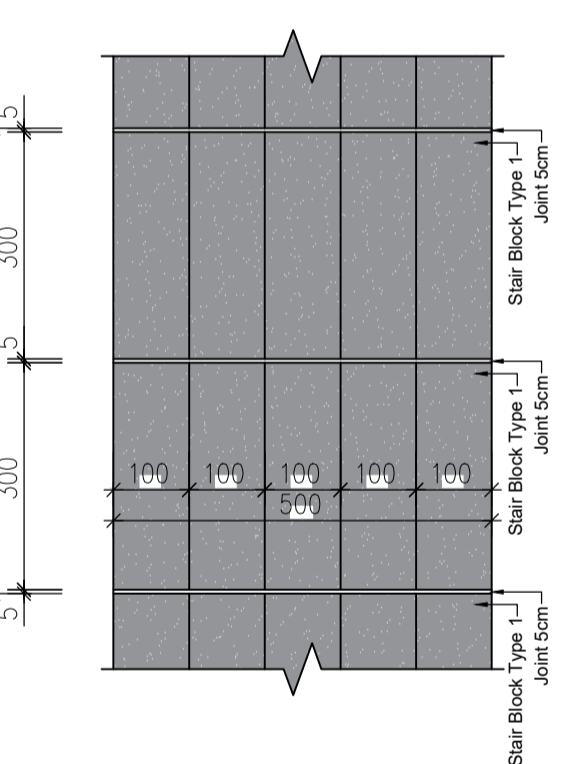 5
300
5
300
5
100 100 100 100 100
500
Stair Block Type 1
Joint 5cm
Stair Block Type 1
Joint 5cm
Stair Block Type 1
Joint 5cm